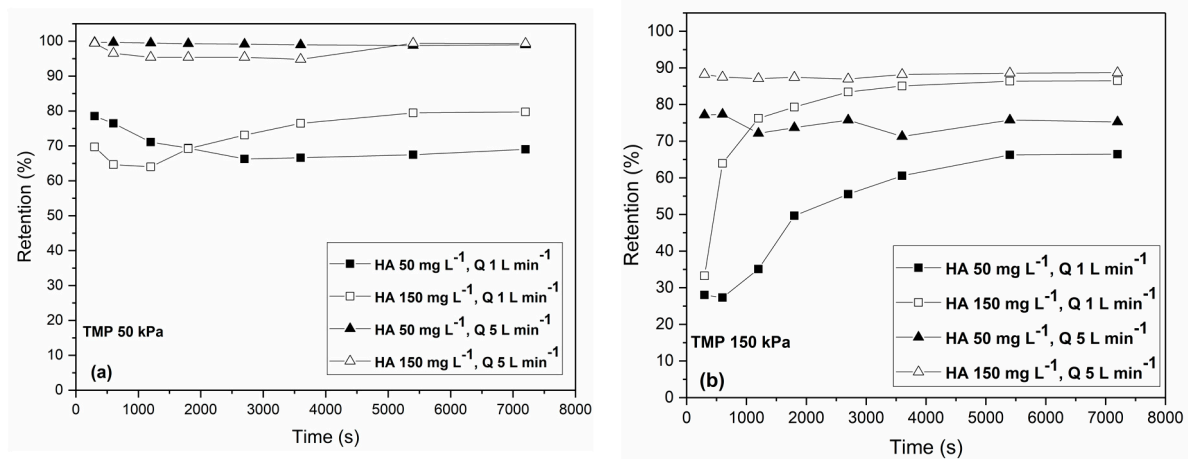 100
90
80
70
60
50
40
30
20
10
0
Retention (%)
HA 50 mg L⁻¹, Q 1 L min⁻¹
HA 150 mg L⁻¹, Q 1 L min⁻¹
HA 50 mg L⁻¹, Q 5 L min⁻¹
HA 150 mg L⁻¹, Q 5 L min⁻¹
TMP 50 kPa
(a)
0 1000 2000 3000 4000 5000 6000 7000 8000
Time (s)
100
90
80
70
60
50
40
30
20
10
0
Retention (%)
HA 50 mg L⁻¹, Q 1 L min⁻¹
HA 150 mg L⁻¹, Q 1 L min⁻¹
HA 50 mg L⁻¹, Q 5 L min⁻¹
HA 150 mg L⁻¹, Q 5 L min⁻¹
TMP 150 kPa
(b)
0 1000 2000 3000 4000 5000 6000 7000 8000
Time (s)